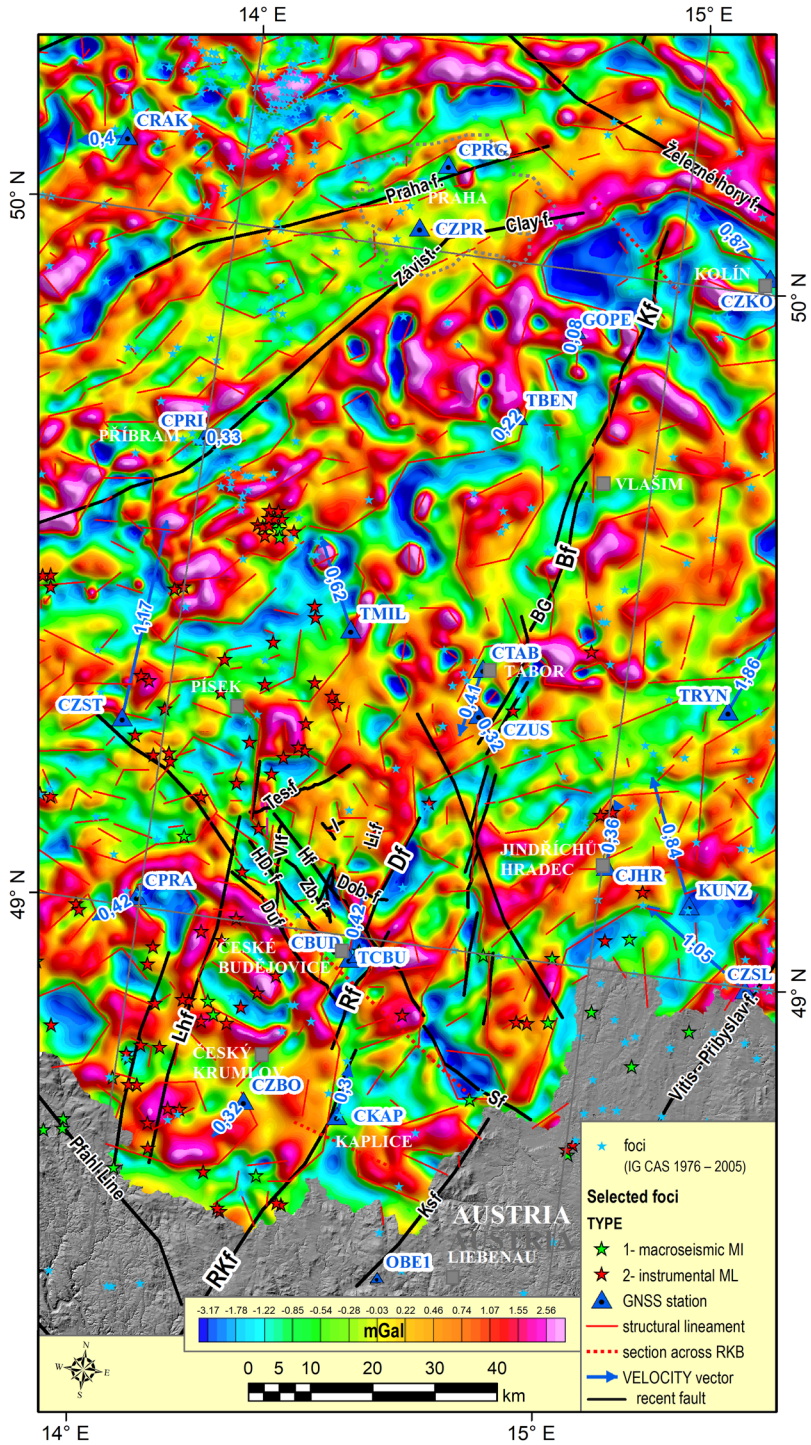 14° E
15° E
CRAK
0,4
CPRG
Praha f.
PRAHA
CZPR
Clay f.
Závist -
Železné hory f.
50° N
0,87
KOLÍN
CZKO
50° N
GOPE
0,08
Kf
TBEN
0,22
CPRI
PŘÍBRAM
0,33
VLAŠIM
Bf
BG
1,17
0,62
TMIL
CTAB
TÁBOR
0,41
0,32
CZUS
1,86
TRYN
CZST
PÍSEK
Tes.f
Vlf
Hf
Hb. f
Zb. f
Li.f
Df
Dob. f
Duf
JINDŘICHŮV
HRADEC
0,36
CJHR
0,84
KUNZ
1,05
CZSL
49° N
CPRA
0,42
0,42
CBUD
ČESKÉ
BUDĚJOVICE
TCBU
Rf
49° N
Lhf
ČESKÝ
KRUMLOV
CZBO
0,32
0,3
CKAP
KAPLICE
Sf
Vitis - Přibyslav f.
Pfahl Line
Ksf
RKf
AUSTRIA
AUSTRIA
LIEBENAU
OBE1
foci
(IG CAS 1976 – 2005)
Selected foci
TYPE
1- macroseismic MI
2- instrumental ML
GNSS station
structural lineament
section across RKB
VELOCITY vector
recent fault
-3.17 -1.78 -1.22 -0.85 -0.54 -0.28 -0.03 0.22 0.46 0.74 1.07 1.55 2.56
mGal
N
W E
S
0 5 10 20 30 40
km
14° E
15° E